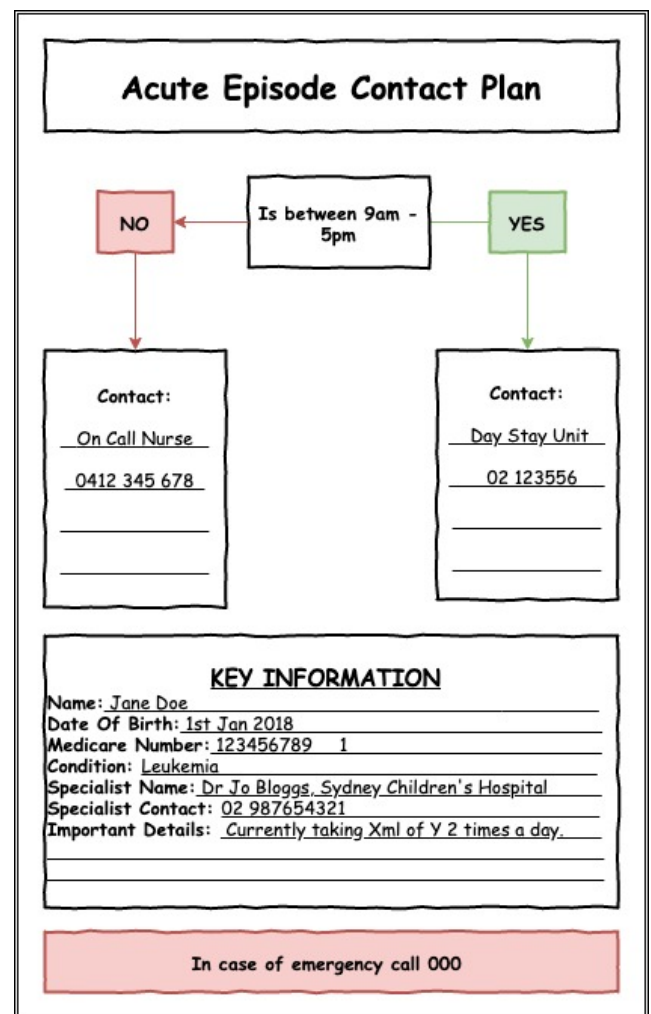 Acute Episode Contact Plan
Is between 9am -
5pm
NO
YES
Contact:
On Call Nurse
0412 345 678
Contact:
Day Stay Unit
02 123556
KEY INFORMATION
Name: Jane Doe
Date Of Birth: 1st Jan 2018
Medicare Number: 123456789 1
Condition: Leukemia
Specialist Name: Dr Jo Bloggs, Sydney Children's Hospital
Specialist Contact: 02 987654321
Important Details: Currently taking Xml of Y 2 times a day.
In case of emergency call 000